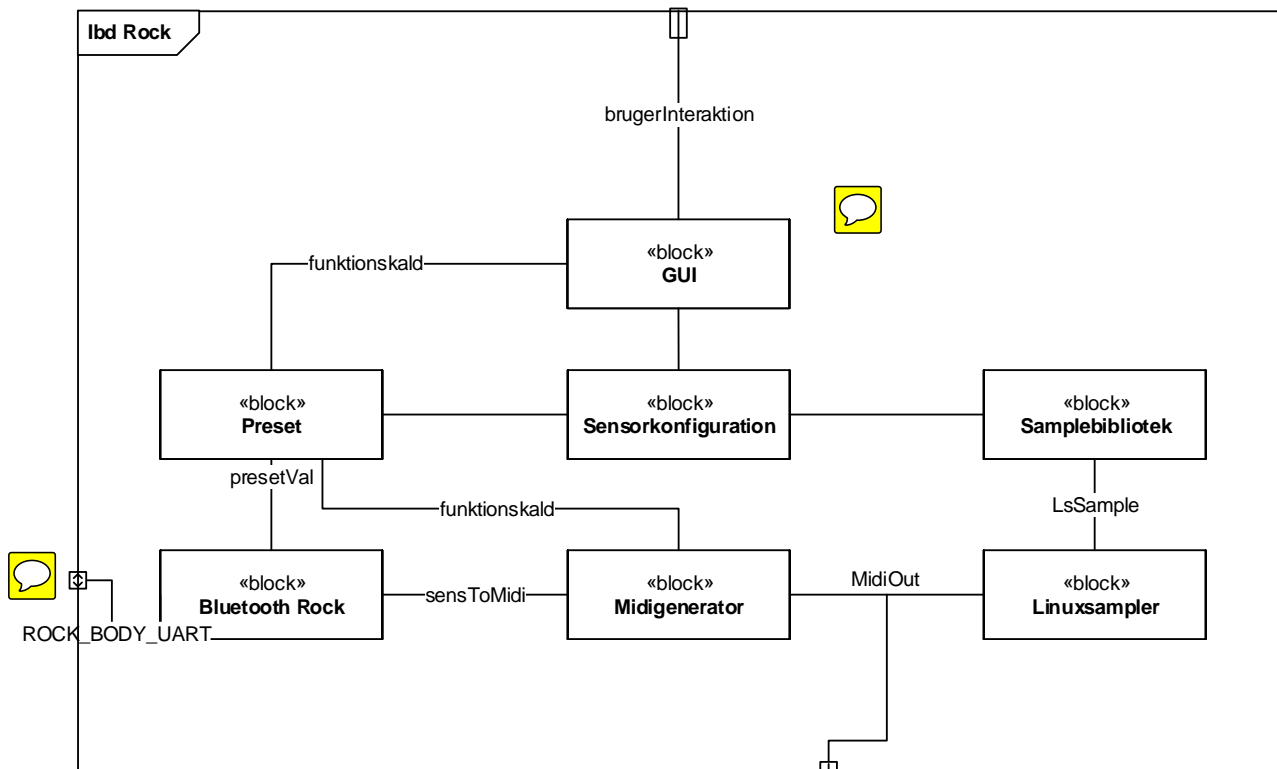 Ibd Rock
brugerInteraktion
«block»
GUI
funktionskald
«block»
Preset
«block»
Sensorkonfiguration
«block»
Samplebibliotek
presetVal
funktionskald
LsSample
«block»
Bluetooth Rock
sensToMidi
«block»
Midigenerator
MidiOut
«block»
Linuxsampler
ROCK_BODY_UART